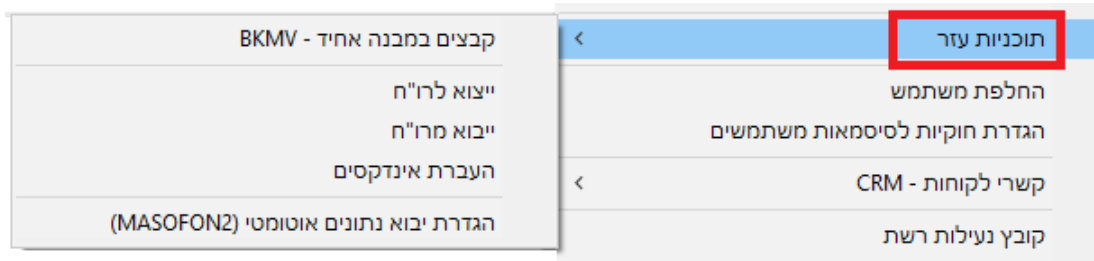 תוכניות עזר
החלפת משתמש
הגדרת חוקיות לסיסמאות משתמשים
קשרי לקוחות - CRM
קובץ נעילות רשת
קבצים במבנה אחיד - BKMV
ייצוא לרו"ח
ייבוא מרו"ח
העברת אינדקסים
הגדרת יבוא נתונים אוטומטי (MASOFON2)